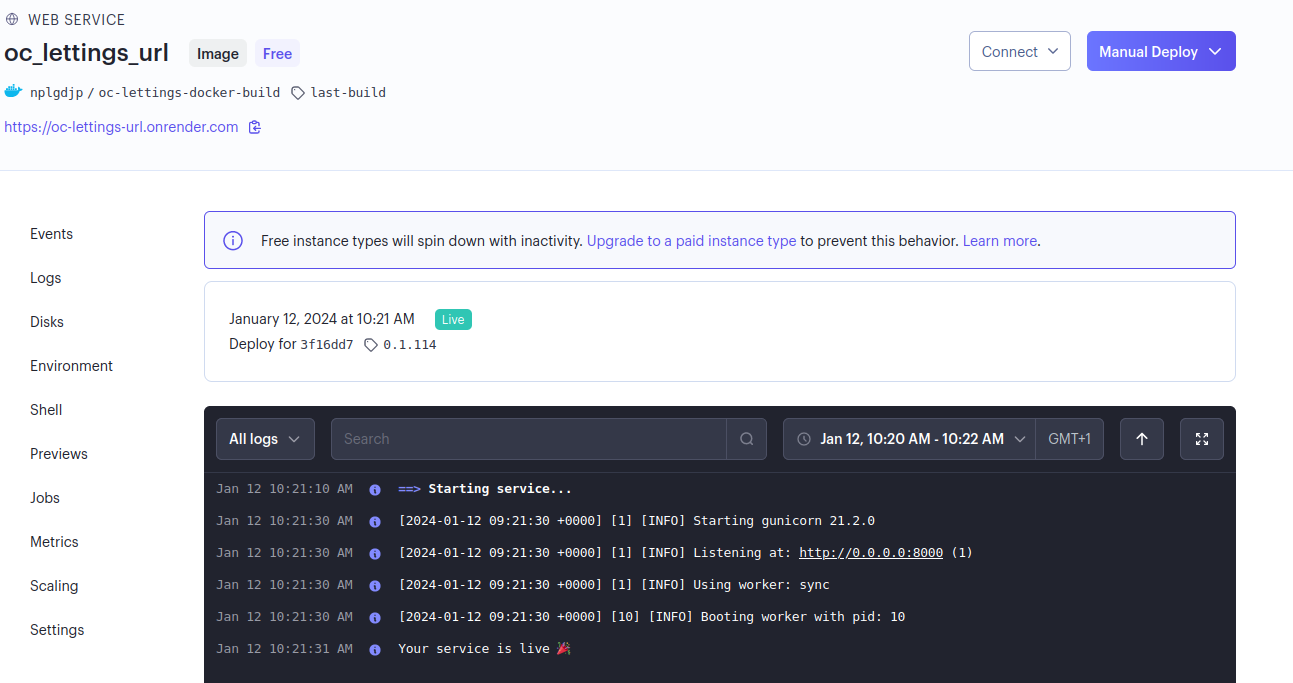 WEB SERVICE
oc_lettings_url Image Free Connect Manual Deploy
nplgdjp / oc-lettings-docker-build last-build
https://oc-lettings-url.onrender.com
Events
Logs
Disks
Environment
Shell
Previews
Jobs
Metrics
Scaling
Settings
Free instance types will spin down with inactivity. Upgrade to a paid instance type to prevent this behavior. Learn more.
January 12, 2024 at 10:21 AM Live
Deploy for 3f16dd7 0.1.114
All logs Search Jan 12, 10:20 AM - 10:22 AM GMT+1
Jan 12 10:21:10 AM ==> Starting service...
Jan 12 10:21:30 AM [2024-01-12 09:21:30 +0000] [1] [INFO] Starting gunicorn 21.2.0
Jan 12 10:21:30 AM [2024-01-12 09:21:30 +0000] [1] [INFO] Listening at: http://0.0.0.0:8000 (1)
Jan 12 10:21:30 AM [2024-01-12 09:21:30 +0000] [1] [INFO] Using worker: sync
Jan 12 10:21:30 AM [2024-01-12 09:21:30 +0000] [10] [INFO] Booting worker with pid: 10
Jan 12 10:21:31 AM Your service is live 🎉